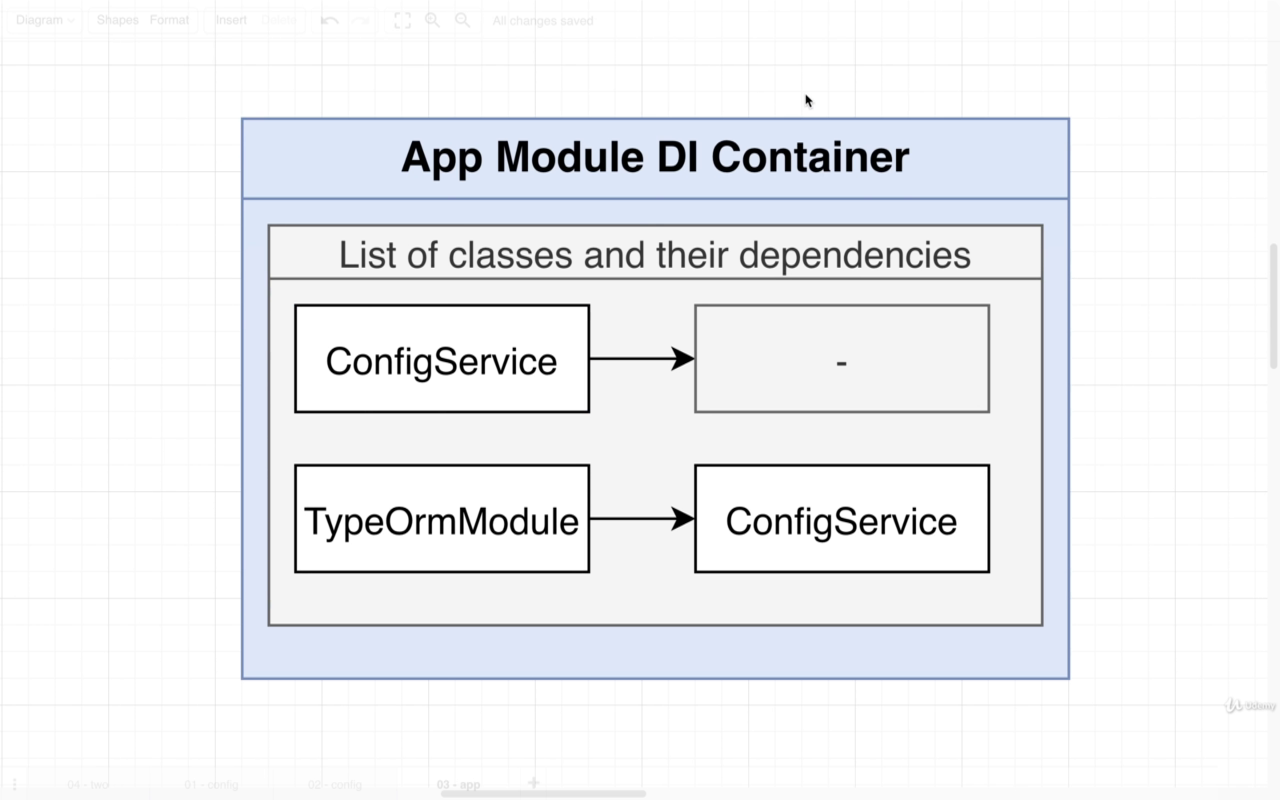 Diagram Shapes Format Insert Delete All changes saved
App Module DI Container
List of classes and their dependencies
ConfigService -
TypeOrmModule ConfigService
Udemy
04 - two 01 - config 02 - config 03 - app